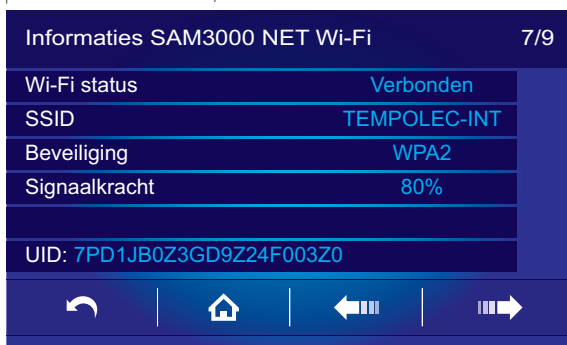 Informaties SAM3000 NET Wi-Fi 7/9
Wi-Fi status Verbonden
SSID TEMPOLEC-INT
Beveiliging WPA2
Signaalkracht 80%
UID: 7PD1JB0Z3GD9Z24F003Z0